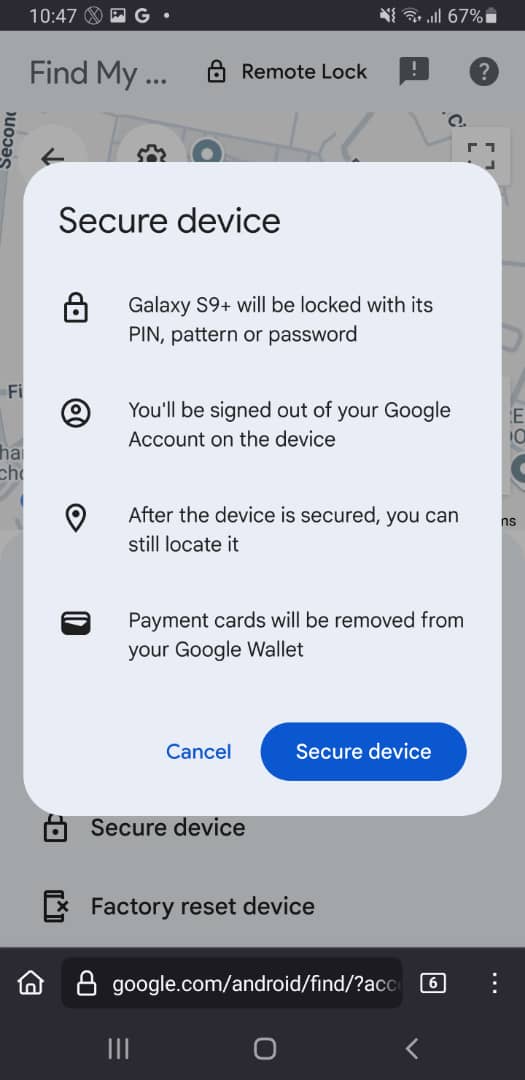 10:47 G • 67%
Find My ... Remote Lock
Second
Secure device
Galaxy S9+ will be locked with its
PIN, pattern or password
You'll be signed out of your Google
Account on the device
After the device is secured, you can
still locate it
Payment cards will be removed from
your Google Wallet
Cancel Secure device
Secure device
Factory reset device
google.com/android/find/?acc
6